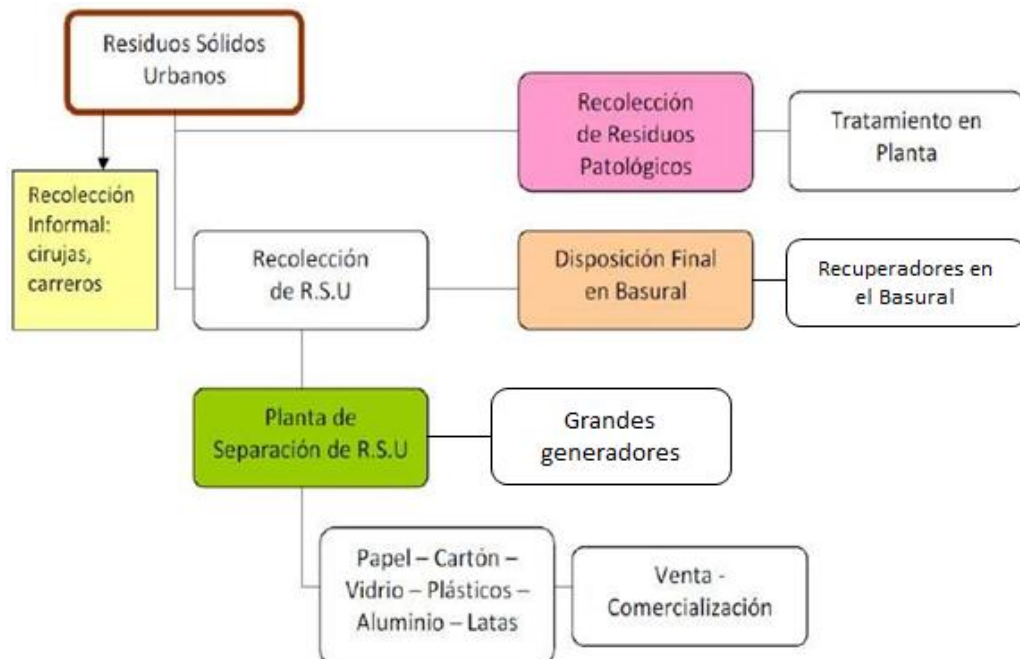 Residuos Sólidos
Urbanos
Recolección
de Residuos
Patológicos
Tratamiento en
Planta
Recolección
Informal:
cirujas,
carreros
Recolección
de R.S.U
Disposición Final
en Basural
Recuperadores en
el Basural
Planta de
Separación de R.S.U
Grandes
generadores
Papel – Cartón –
Vidrio – Plásticos –
Aluminio – Latas
Venta -
Comercialización